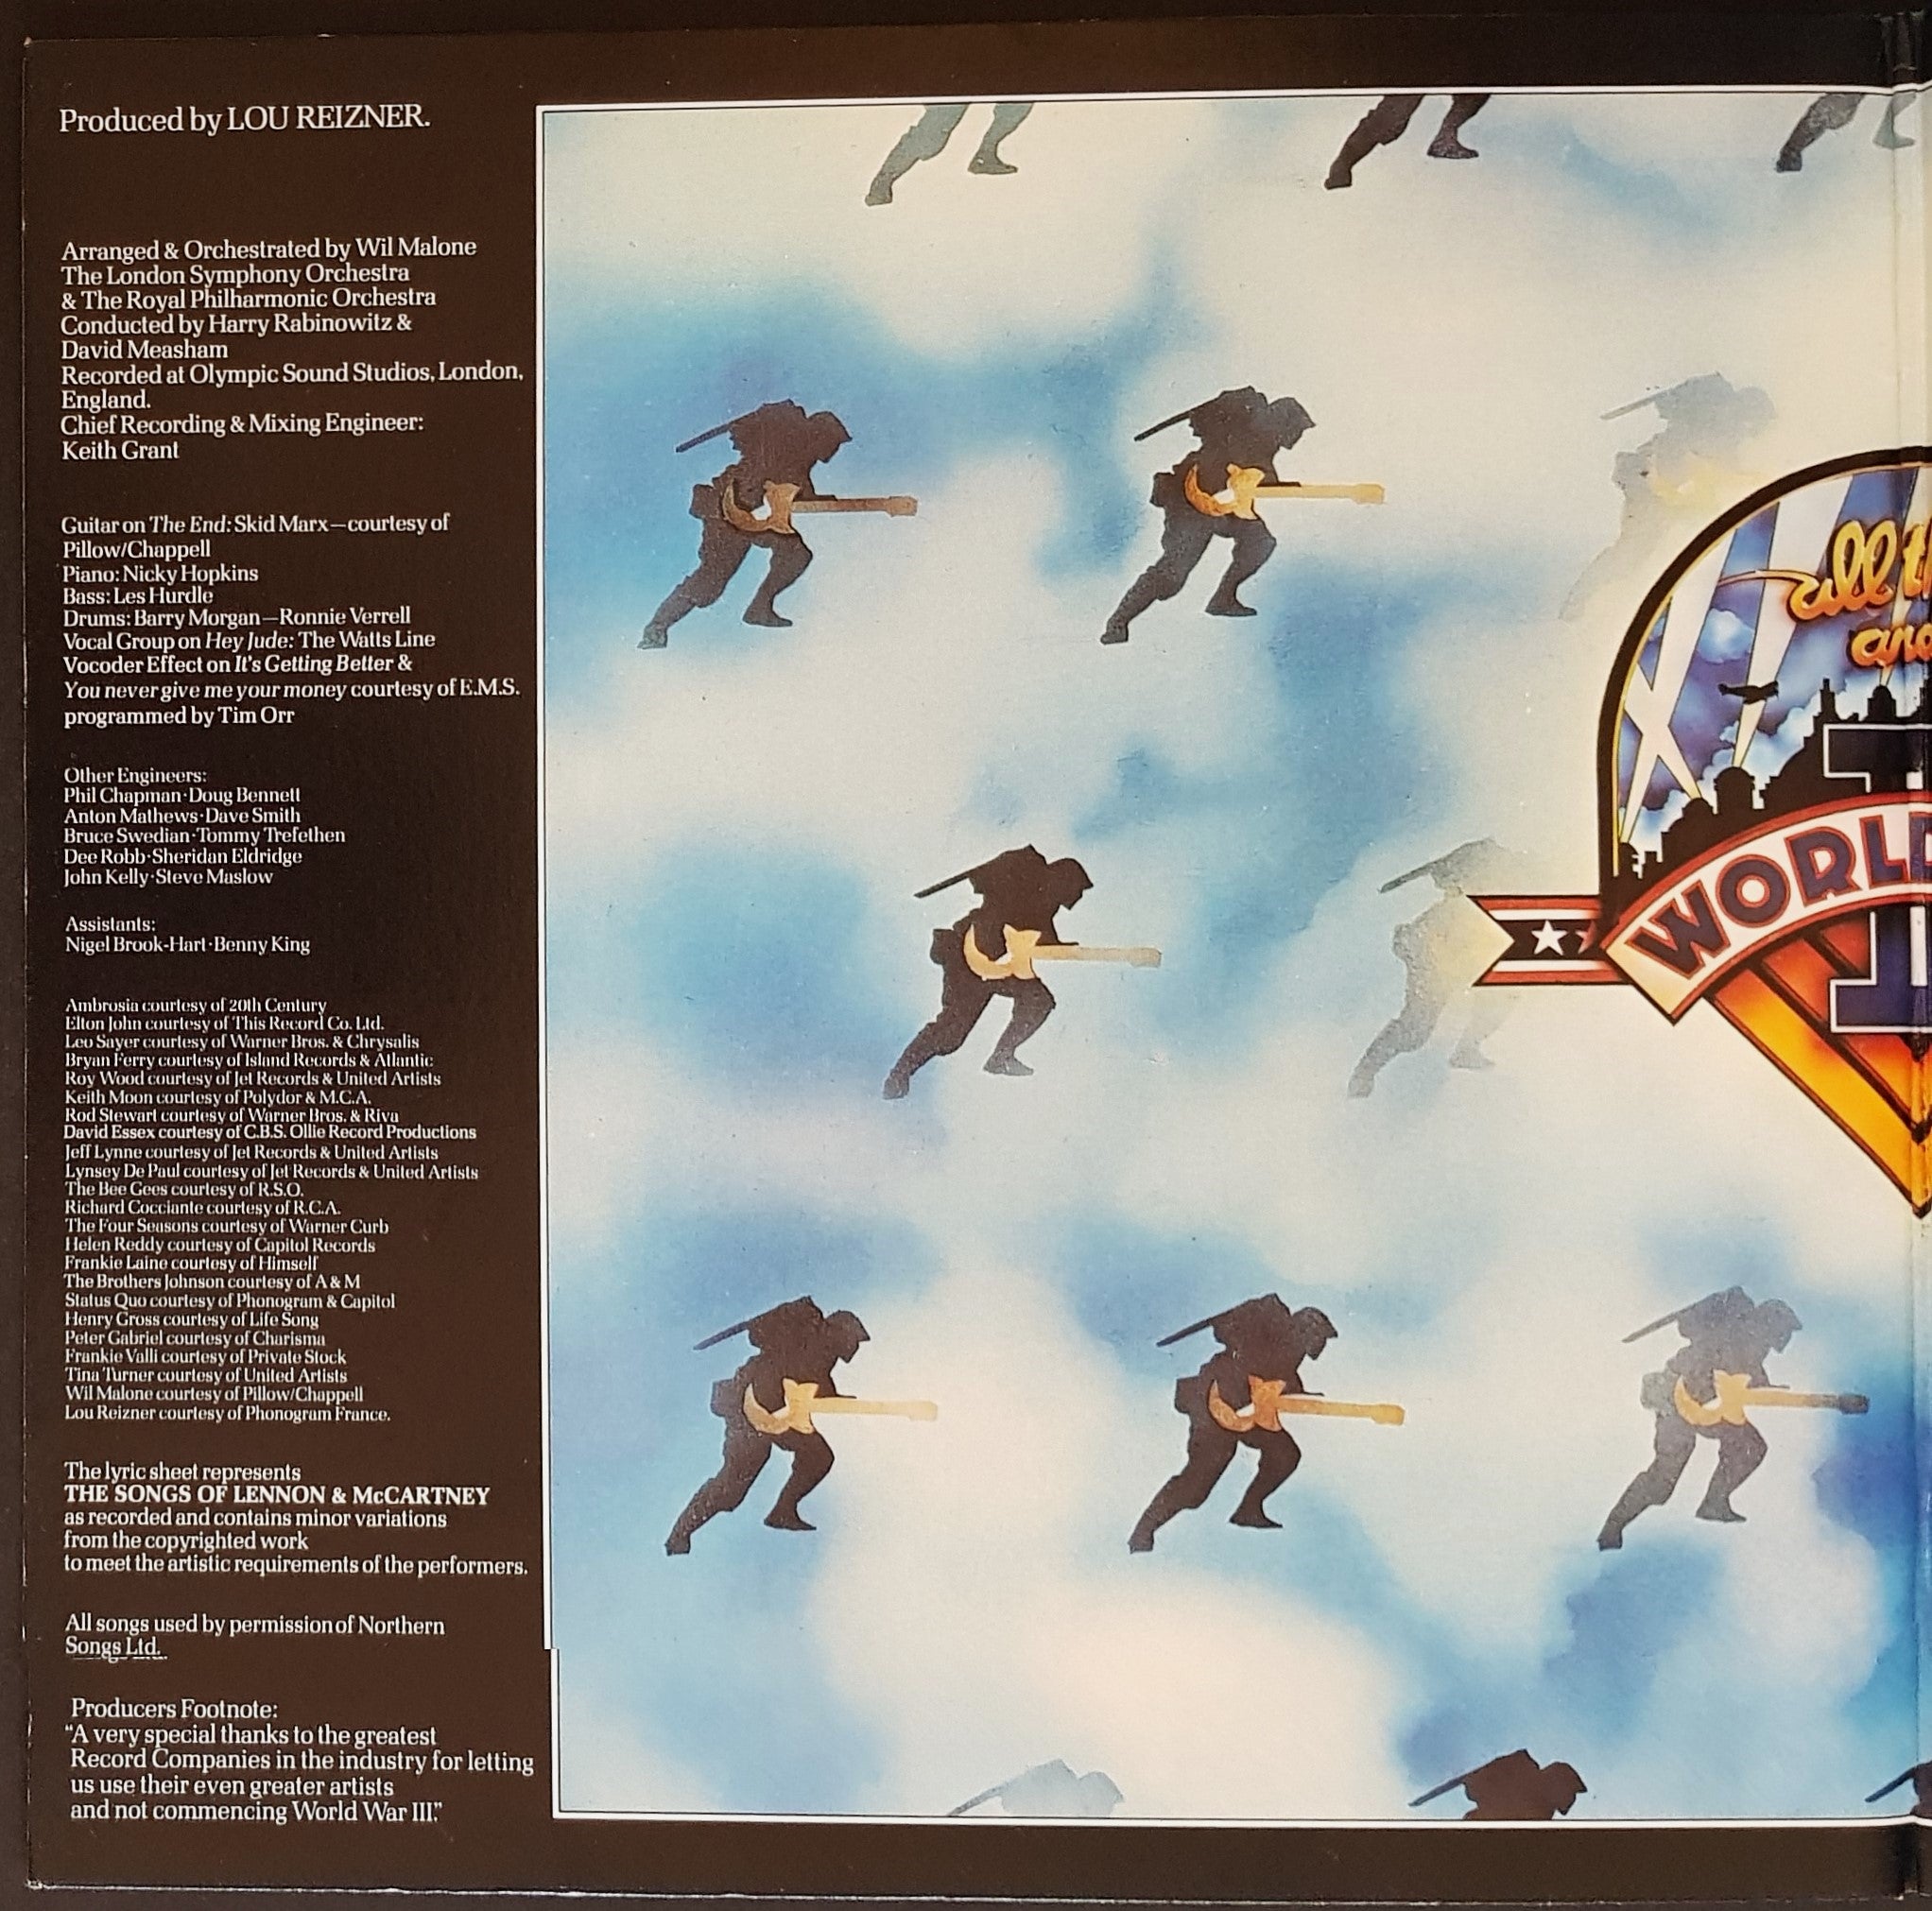 Produced by LOU REIZNER.
Arranged & Orchestrated by Wil Malone
The London Symphony Orchestra
& The Royal Philharmonic Orchestra
Conducted by Harry Rabinowitz &
David Measham
Recorded at Olympic Sound Studios, London,
England.
Chief Recording & Mixing Engineer:
Keith Grant
Guitar on The End: Skid Marx—courtesy of
Pillow/Chappell
Piano: Nicky Hopkins
Bass: Les Hurdle
Drums: Barry Morgan—Ronnie Verrell
Vocal Group on Hey Jude: The Watts Line
Vocoder Effect on It's Getting Better &
You never give me your money courtesy of E.M.S.
programmed by Tim Orr
Other Engineers:
Phil Chapman·Doug Bennett
Anton Mathews·Dave Smith
Bruce Swedian·Tommy Trefethen
Dee Robb·Sheridan Eldridge
John Kelly·Steve Maslow
Assistants:
Nigel Brook-Hart·Benny King
Ambrosia courtesy of 20th Century
Elton John courtesy of This Record Co. Ltd.
Leo Sayer courtesy of Warner Bros. & Chrysalis
Bryan Ferry courtesy of Island Records & Atlantic
Roy Wood courtesy of Jet Records & United Artists
Keith Moon courtesy of Polydor & M.C.A.
Rod Stewart courtesy of Warner Bros. & Riva
David Essex courtesy of C.B.S. Ollie Record Productions
Jeff Lynne courtesy of Jet Records & United Artists
Lynsey De Paul courtesy of Jet Records & United Artists
The Bee Gees courtesy of R.S.O.
Richard Cocciante courtesy of R.C.A.
The Four Seasons courtesy of Warner Curb
Helen Reddy courtesy of Capitol Records
Frankie Laine courtesy of Himself
The Brothers Johnson courtesy of A & M
Status Quo courtesy of Phonogram & Capitol
Henry Gross courtesy of Life Song
Peter Gabriel courtesy of Charisma
Frankie Valli courtesy of Private Stock
Tina Turner courtesy of United Artists
Wil Malone courtesy of Pillow/Chappell
Lou Reizner courtesy of Phonogram France.
The lyric sheet represents
THE SONGS OF LENNON & McCARTNEY
as recorded and contains minor variations
from the copyrighted work
to meet the artistic requirements of the performers.
All songs used by permission of Northern
Songs Ltd.
Producers Footnote:
"A very special thanks to the greatest
Record Companies in the industry for letting
us use their even greater artists
and not commencing World War III."
all
WORL
I